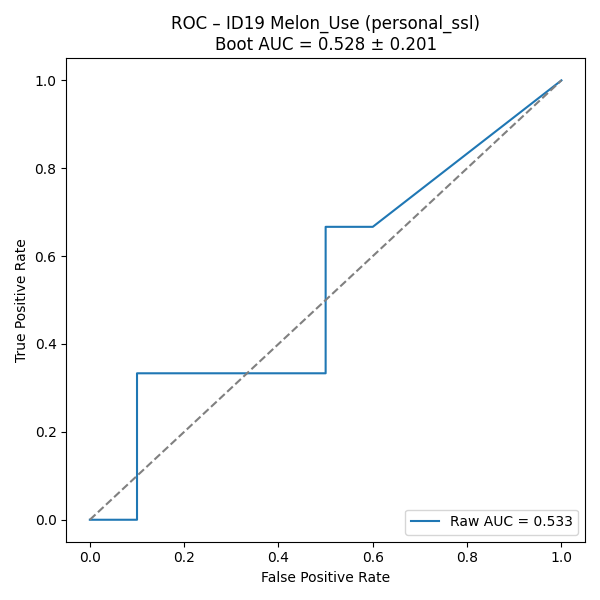 ROC – ID19 Melon_Use (personal_ssl)
Boot AUC = 0.528 ± 0.201
True Positive Rate
1.0
0.8
0.6
0.4
0.2
0.0
Raw AUC = 0.533
0.0 0.2 0.4 0.6 0.8 1.0
False Positive Rate